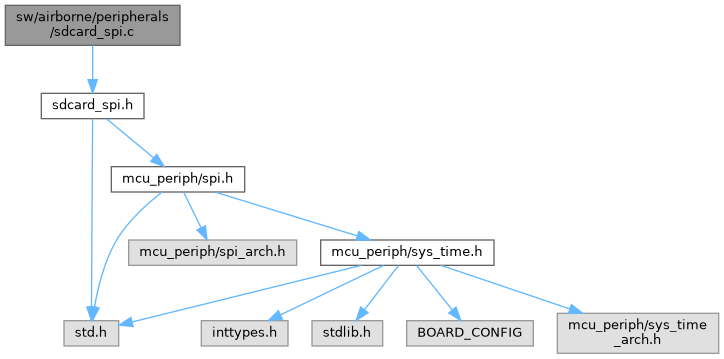 sw/airborne/peripherals
/sdcard_spi.c
sdcard_spi.h
mcu_periph/spi.h
mcu_periph/spi_arch.h
mcu_periph/sys_time.h
std.h
inttypes.h
stdlib.h
BOARD_CONFIG
mcu_periph/sys_time
_arch.h